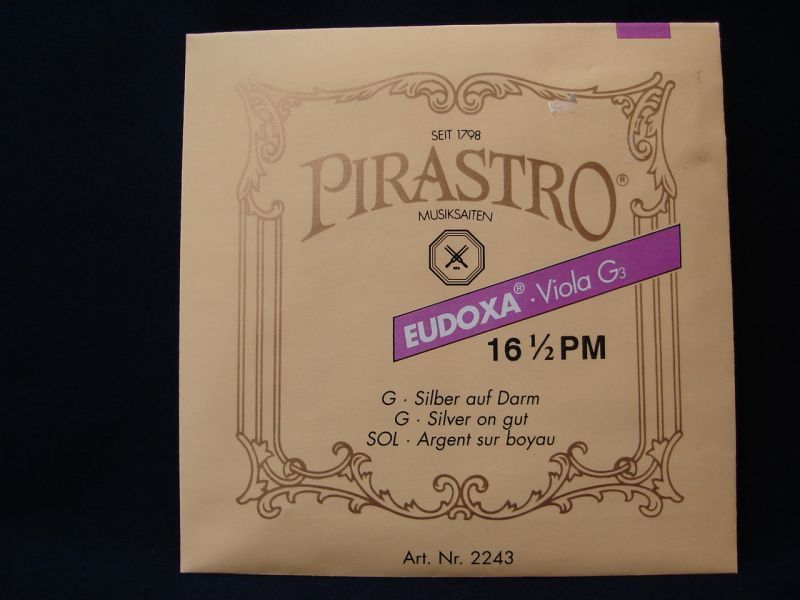 SEIT 1798
PIRASTRO®
MUSIKSAITEN
EUDOXA® · Viola G3
16 ½ PM
G · Silber auf Darm
G · Silver on gut
SOL · Argent sur boyau
Art. Nr. 2243